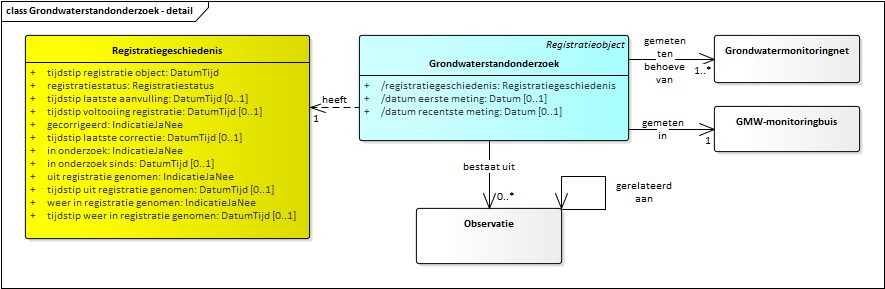 class Grondwaterstandonderzoek - detail
Registratiegeschiedenis
+ tijdstip registratie object: DatumTijd
+ registratiestatus: Registratiestatus
+ tijdstip laatste aanvulling: DatumTijd [0..1]
+ tijdstip voltooiing registratie: DatumTijd [0..1]
+ gecorrigeerd: IndicatieJaNee
+ tijdstip laatste correctie: DatumTijd [0..1]
+ in onderzoek: IndicatieJaNee
+ in onderzoek sinds: DatumTijd [0..1]
+ uit registratie genomen: IndicatieJaNee
+ tijdstip uit registratie genomen: DatumTijd [0..1]
+ weer in registratie genomen: IndicatieJaNee
+ tijdstip weer in registratie genomen: DatumTijd [0..1]
heeft
1
Registratieobject
Grondwaterstandonderzoek
+ /registratiegeschiedenis: Registratiegeschiedenis
+ /datum eerste meting: Datum [0..1]
+ /datum recentste meting: Datum [0..1]
gemeten
ten
behoeve
van
1..*
Grondwatermonitoringnet
gemeten
in
1
GMW-monitoringbuis
bestaat uit
0..*
Observatie
gerelateerd
aan